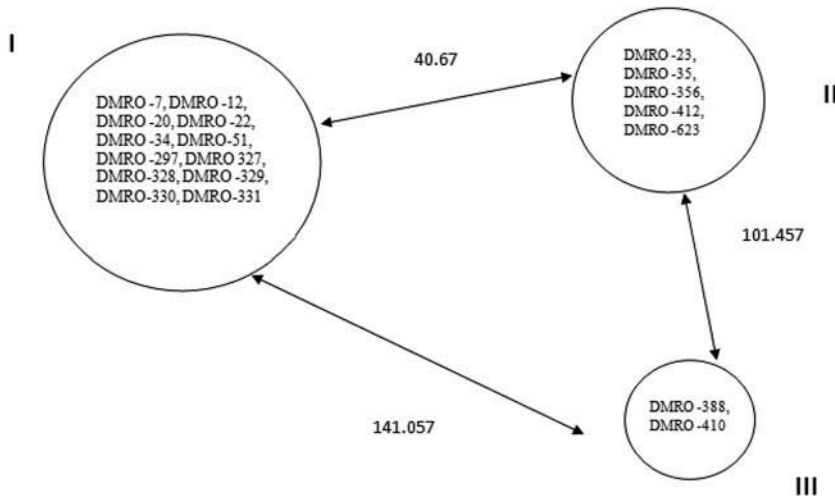 I
DMRO -7, DMRO -12,
DMRO -20, DMRO -22,
DMRO -34, DMRO-51,
DMRO -297, DMRO 327,
DMRO -328, DMRO -329,
DMRO-330, DMRO-331
40.67
DMRO -23,
DMRO -35,
DMRO -356,
DMRO -412,
DMRO -623
II
101.457
141.057
DMRO -388,
DMRO -410
III